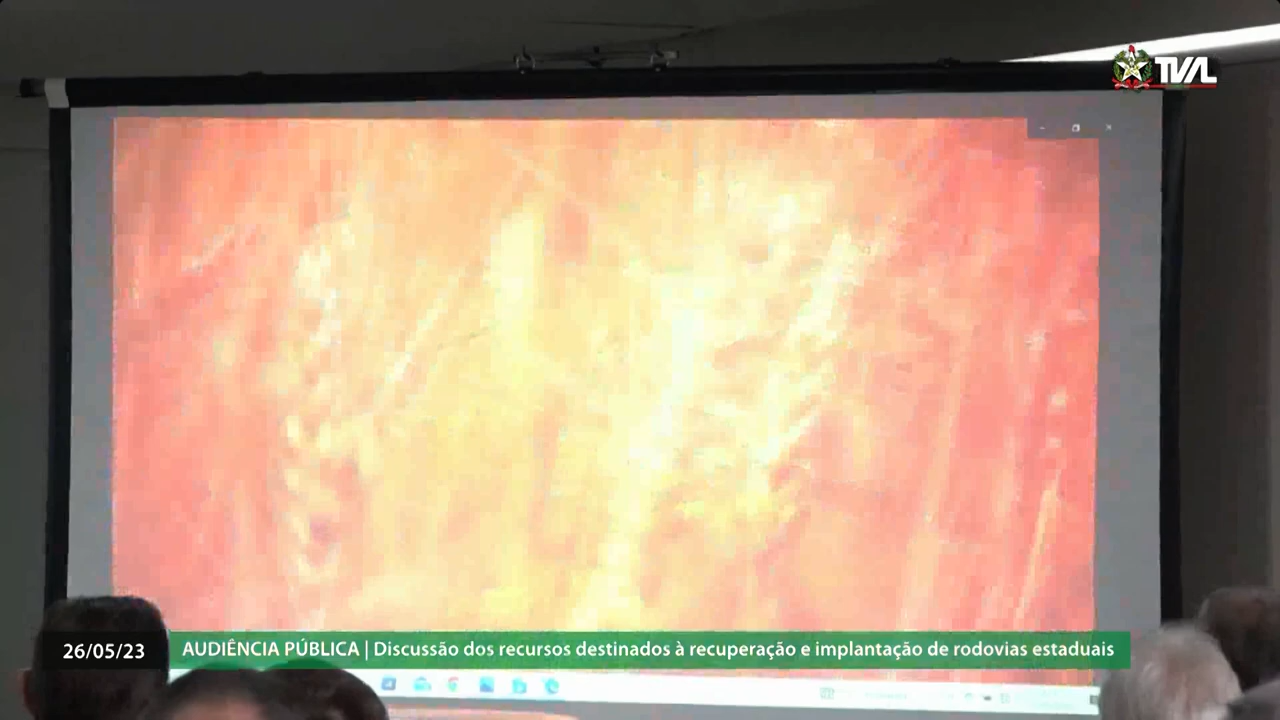 TVAL
26/05/23
AUDIÊNCIA PÚBLICA | Discussão dos recursos destinados à recuperação e implantação de rodovias estaduais